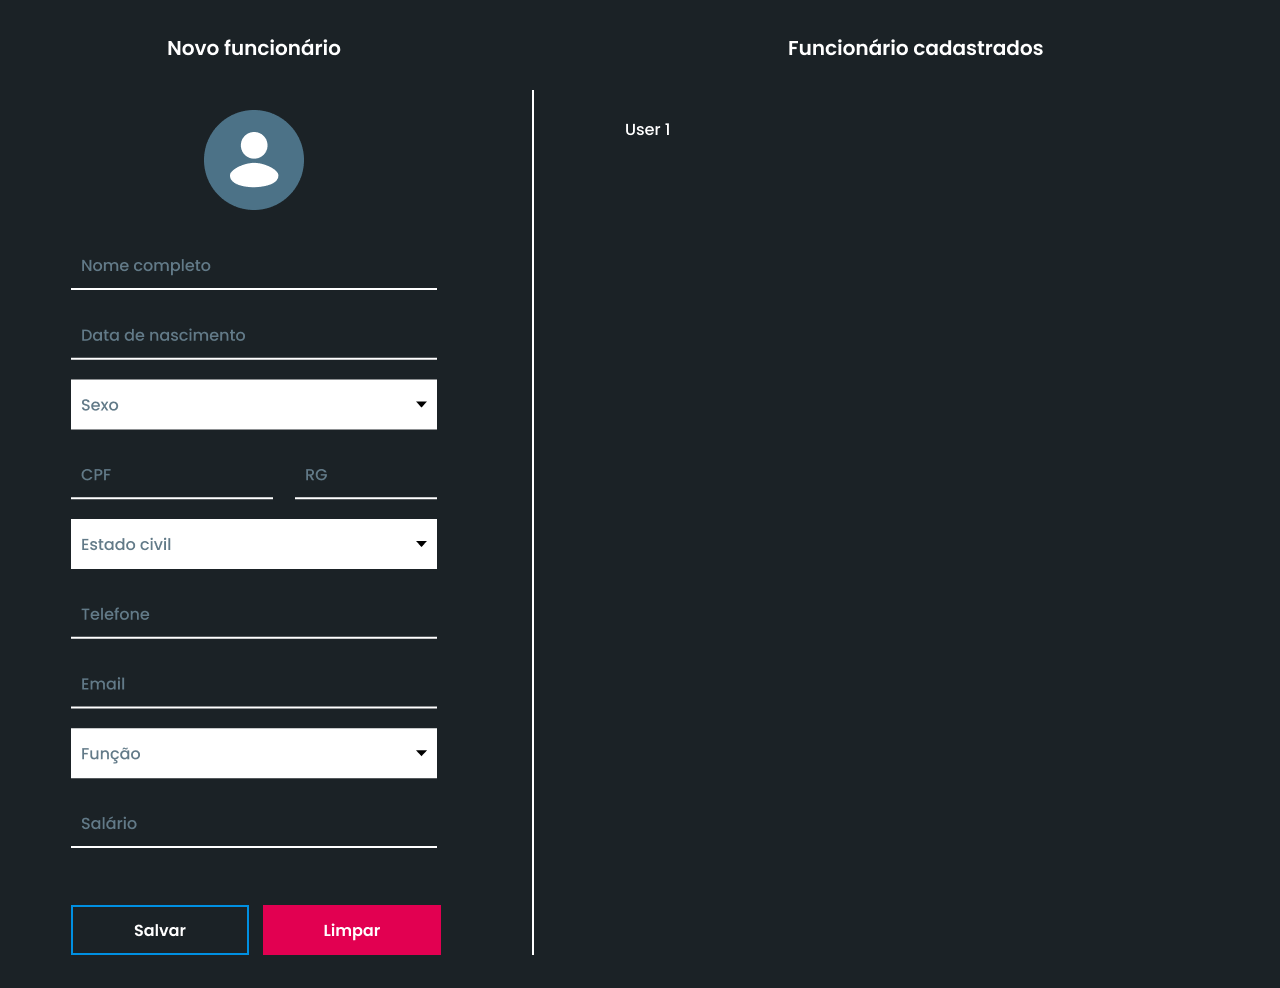 Novo funcionário
Nome completo
Data de nascimento
Sexo
CPF RG
Estado civil
Telefone
Email
Função
Salário
Salvar Limpar
Funcionário cadastrados
User 1